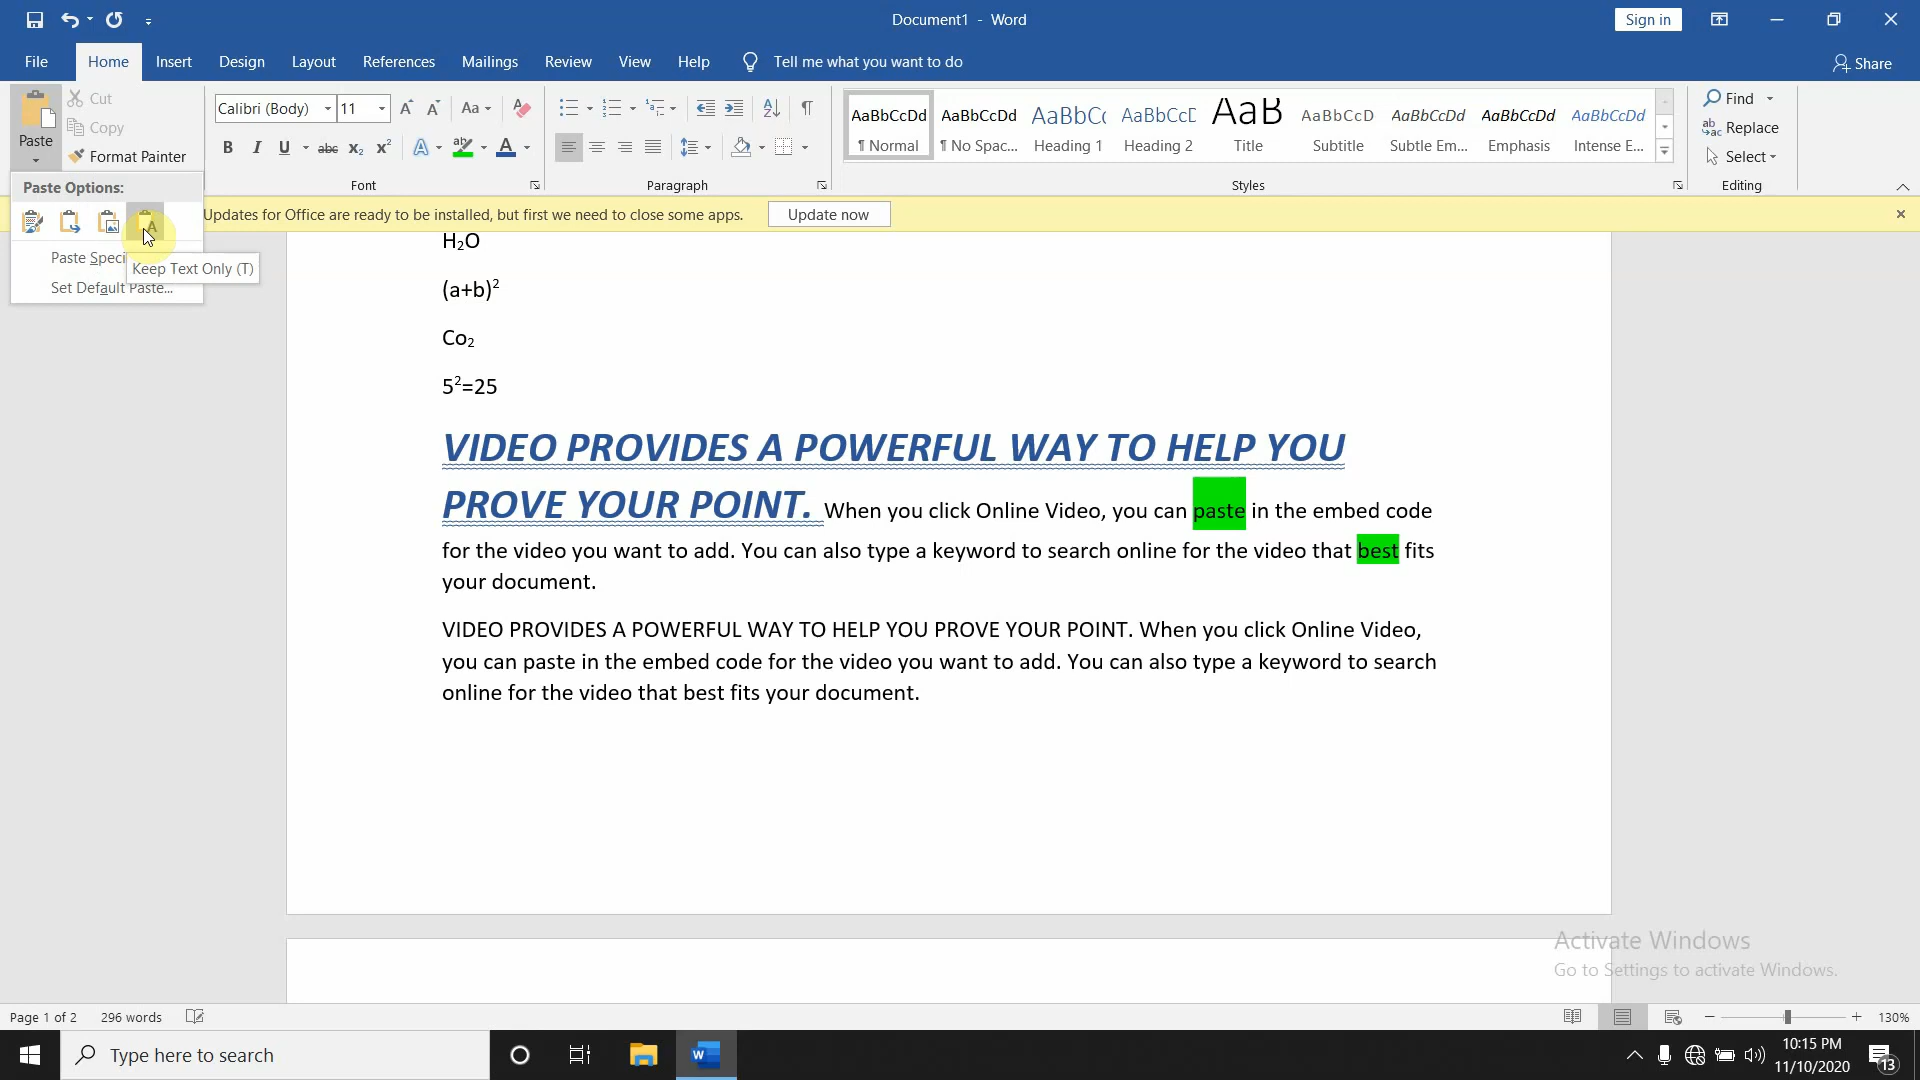 Document1 - Word
Sign in
File Home Insert Design Layout References Mailings Review View Help Tell me what you want to do
Share
Paste
Cut
Copy
Format Painter
Calibri (Body) 11
Font
Paragraph
AaBbCcDd AaBbCcDd AaBbCc AaBbCcD AaB AaBbCcD AaBbCcDd AaBbCcDd AaBbCcDd
¶ Normal ¶ No Spac... Heading 1 Heading 2 Title Subtitle Subtle Em... Emphasis Intense E...
Styles
Find
Replace
Select
Editing
Paste Options:
Paste Speci
Keep Text Only (T)
Set Default Paste...
Updates for Office are ready to be installed, but first we need to close some apps. Update now
H₂O
(a+b)²
Co₂
5²=25
VIDEO PROVIDES A POWERFUL WAY TO HELP YOU
PROVE YOUR POINT. When you click Online Video, you can paste in the embed code
for the video you want to add. You can also type a keyword to search online for the video that best fits
your document.
VIDEO PROVIDES A POWERFUL WAY TO HELP YOU PROVE YOUR POINT. When you click Online Video,
you can paste in the embed code for the video you want to add. You can also type a keyword to search
online for the video that best fits your document.
Activate Windows
Go to Settings to activate Windows.
Page 1 of 2 296 words
130%
Type here to search
10:15 PM
11/10/2020
13